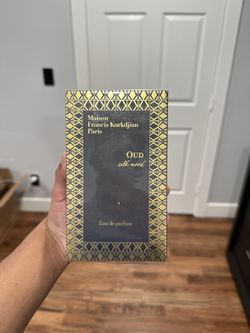 Maison
Francis Kurkdjian
Paris
OUD
silk mood
Eau de parfum